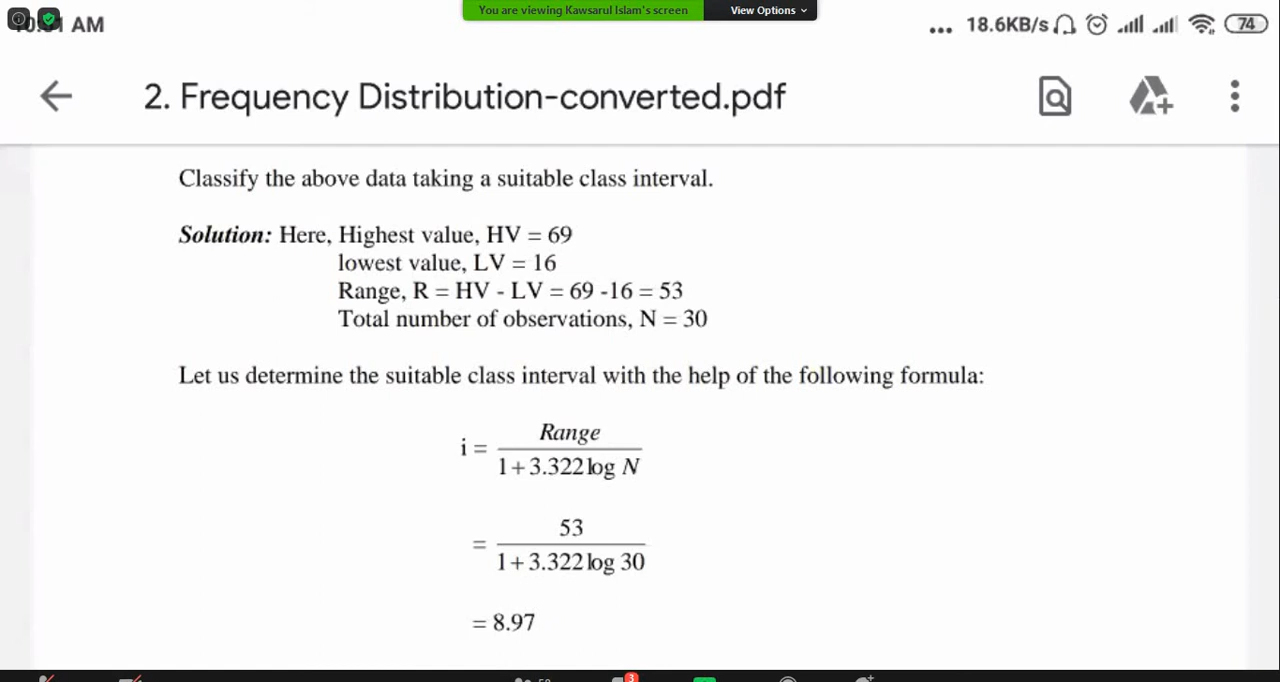 You are viewing Kawsarul Islam's screen
View Options
AM
18.6KB/s
74
2. Frequency Distribution-converted.pdf
Classify the above data taking a suitable class interval.
Solution: Here, Highest value, HV = 69
lowest value, LV = 16
Range, R = HV - LV = 69 -16 = 53
Total number of observations, N = 30
Let us determine the suitable class interval with the help of the following formula:
i = Range
1+3.322 log N
= 53
1+3.322 log 30
= 8.97
3